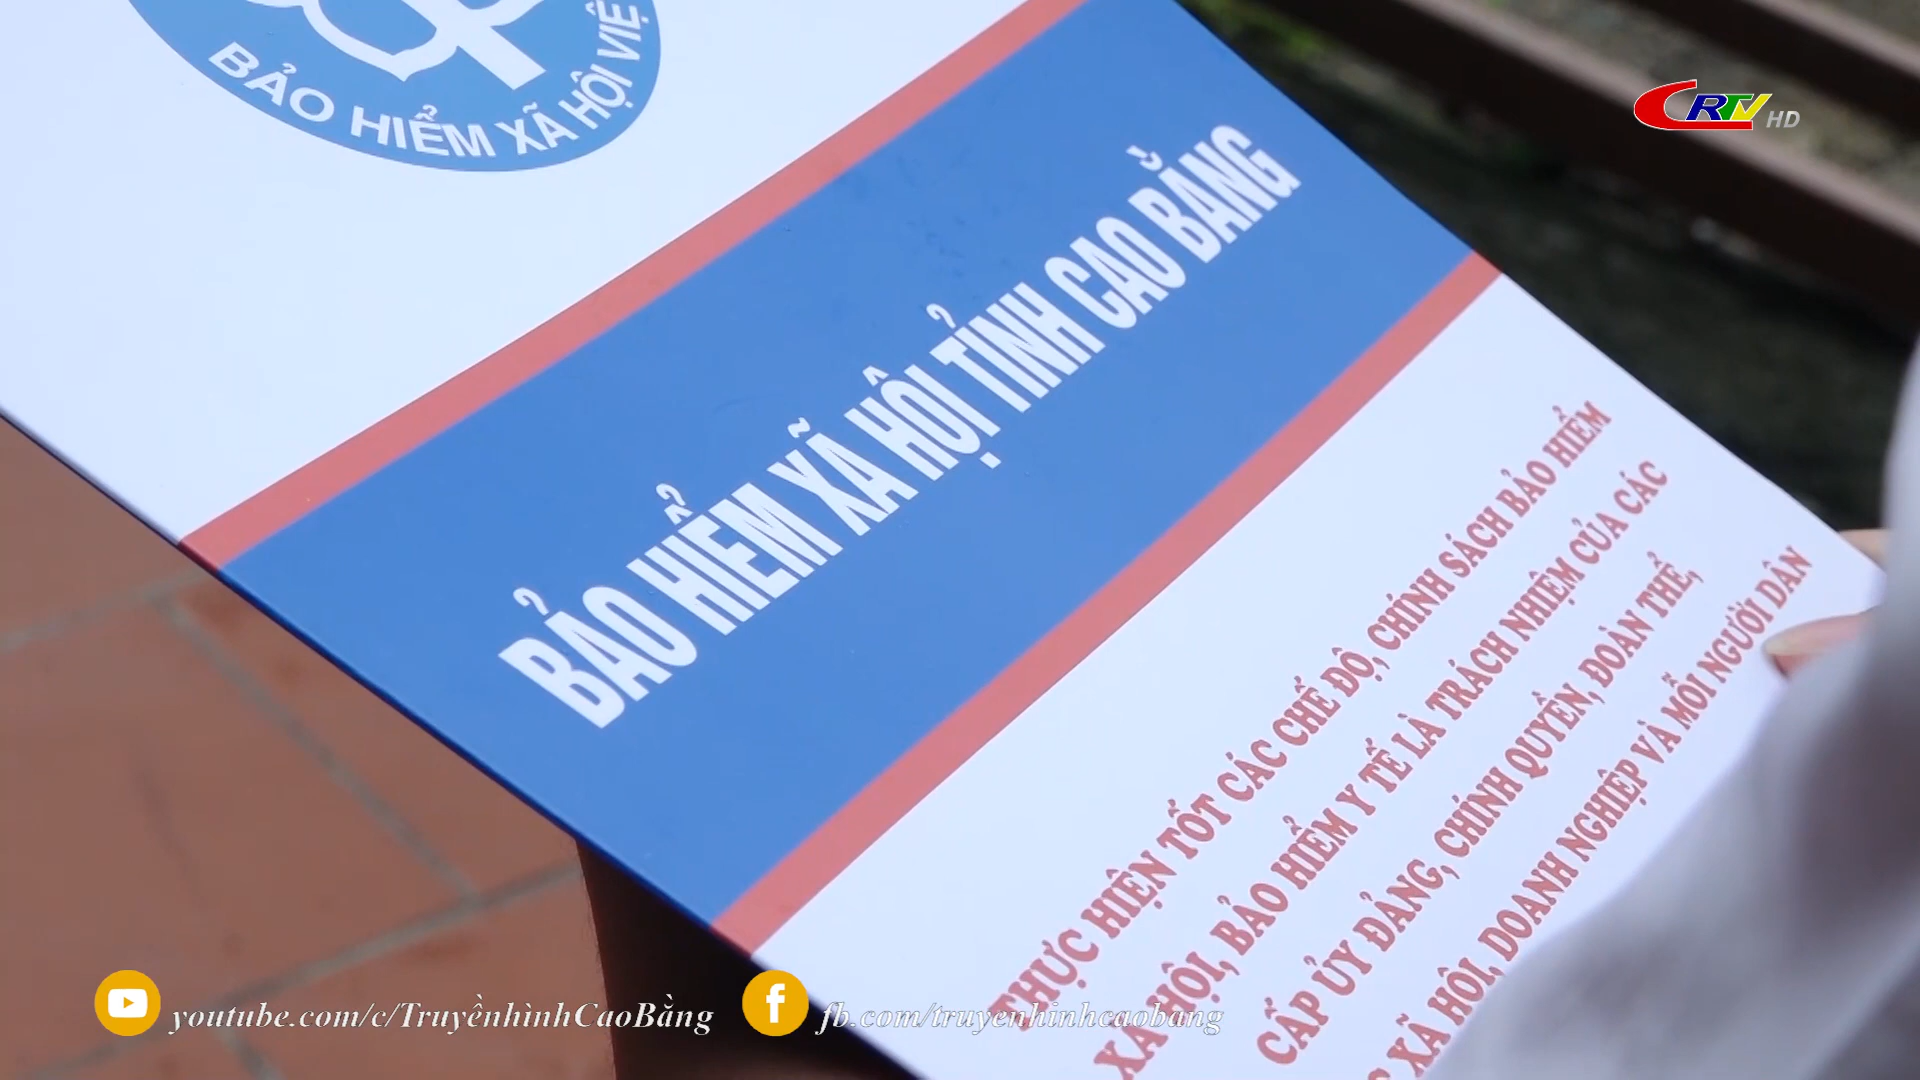 BẢO HIỂM XÃ HỘI VIỆ
CRTV HD
BẢO HIỂM XÃ HỘI TỈNH CAO BẰNG
THỰC HIỆN TỐT CÁC CHẾ ĐỘ, CHÍNH SÁCH BẢO HIỂM
XÃ HỘI, BẢO HIỂM Y TẾ LÀ TRÁCH NHIỆM CỦA CÁC
CẤP ỦY ĐẢNG, CHÍNH QUYỀN, ĐOÀN THỂ,
XÃ HỘI, DOANH NGHIỆP VÀ MỖI NGƯỜI DÂN
youtube.com/c/TruyềnhìnhCaoBằng
fb.com/truyenhinhcaobang